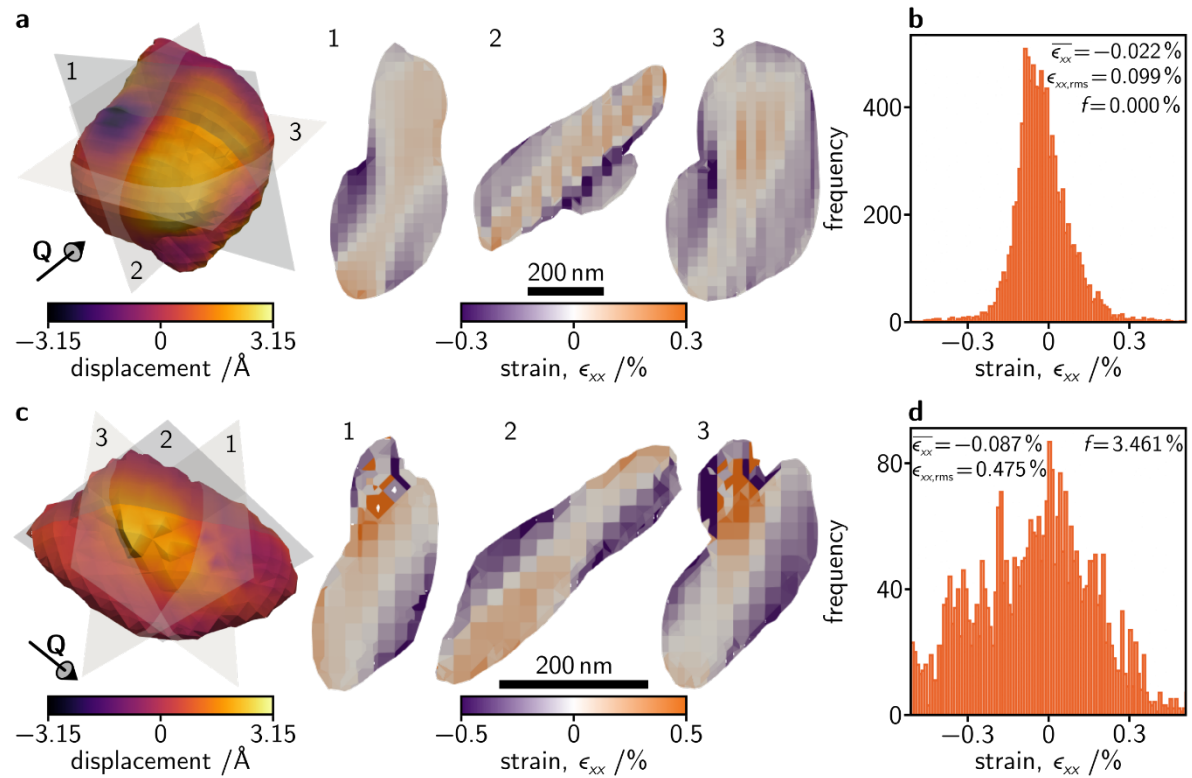 a
1
3
2
Q
−3.15 0 3.15
displacement /Å
1 2 3
200 nm
−0.3 0 0.3
strain, ϵxx /%
b
ϵxx = −0.022 %
ϵxx,rms = 0.099 %
f = 0.000 %
frequency
400
200
0
−0.3 0 0.3
strain, ϵxx /%
c
3 2 1
Q
−3.15 0 3.15
displacement /Å
1 2 3
200 nm
−0.5 0 0.5
strain, ϵxx /%
d
ϵxx = −0.087 % f = 3.461 %
ϵxx,rms = 0.475 %
frequency
80
40
0
−0.3 0 0.3
strain, ϵxx /%